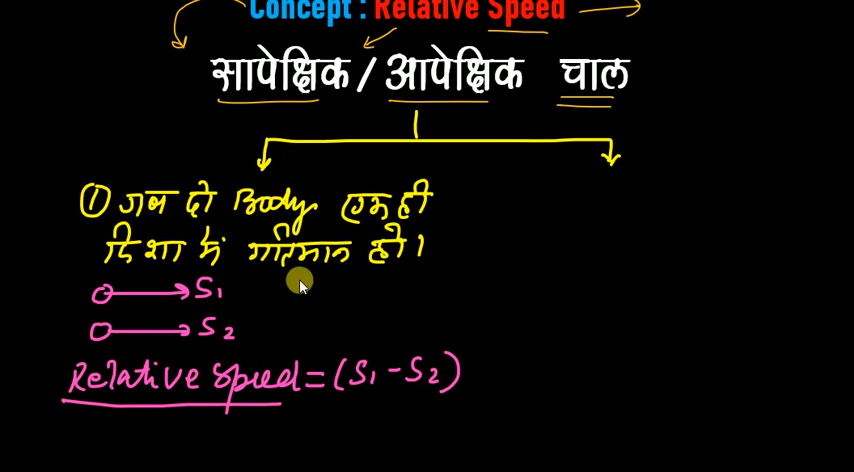 Concept : Relative Speed
सापेक्षिक / आपेक्षिक चाल
① जब दो Body एक ही
दिशा में गतिमान हो।
S1
S2
Relative speed = (S1 - S2)